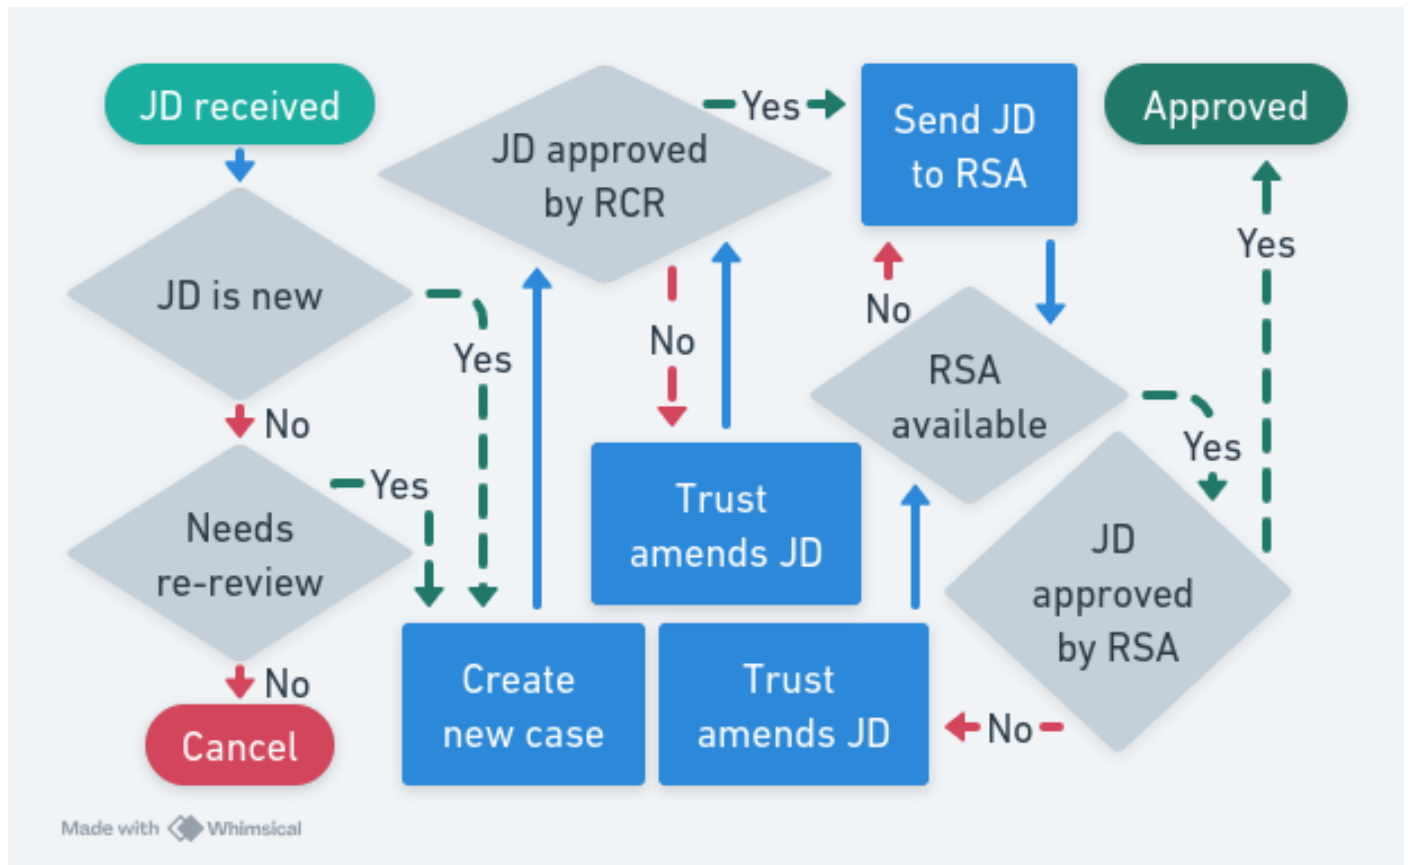 JD received
JD is new
Yes
No
Needs
re-review
Yes
No
Cancel
Create
new case
JD approved
by RCR
Yes
No
Trust
amends JD
Send JD
to RSA
RSA
available
No
Yes
JD
approved
by RSA
No
Trust
amends JD
Yes
Approved
Made with Whimsical